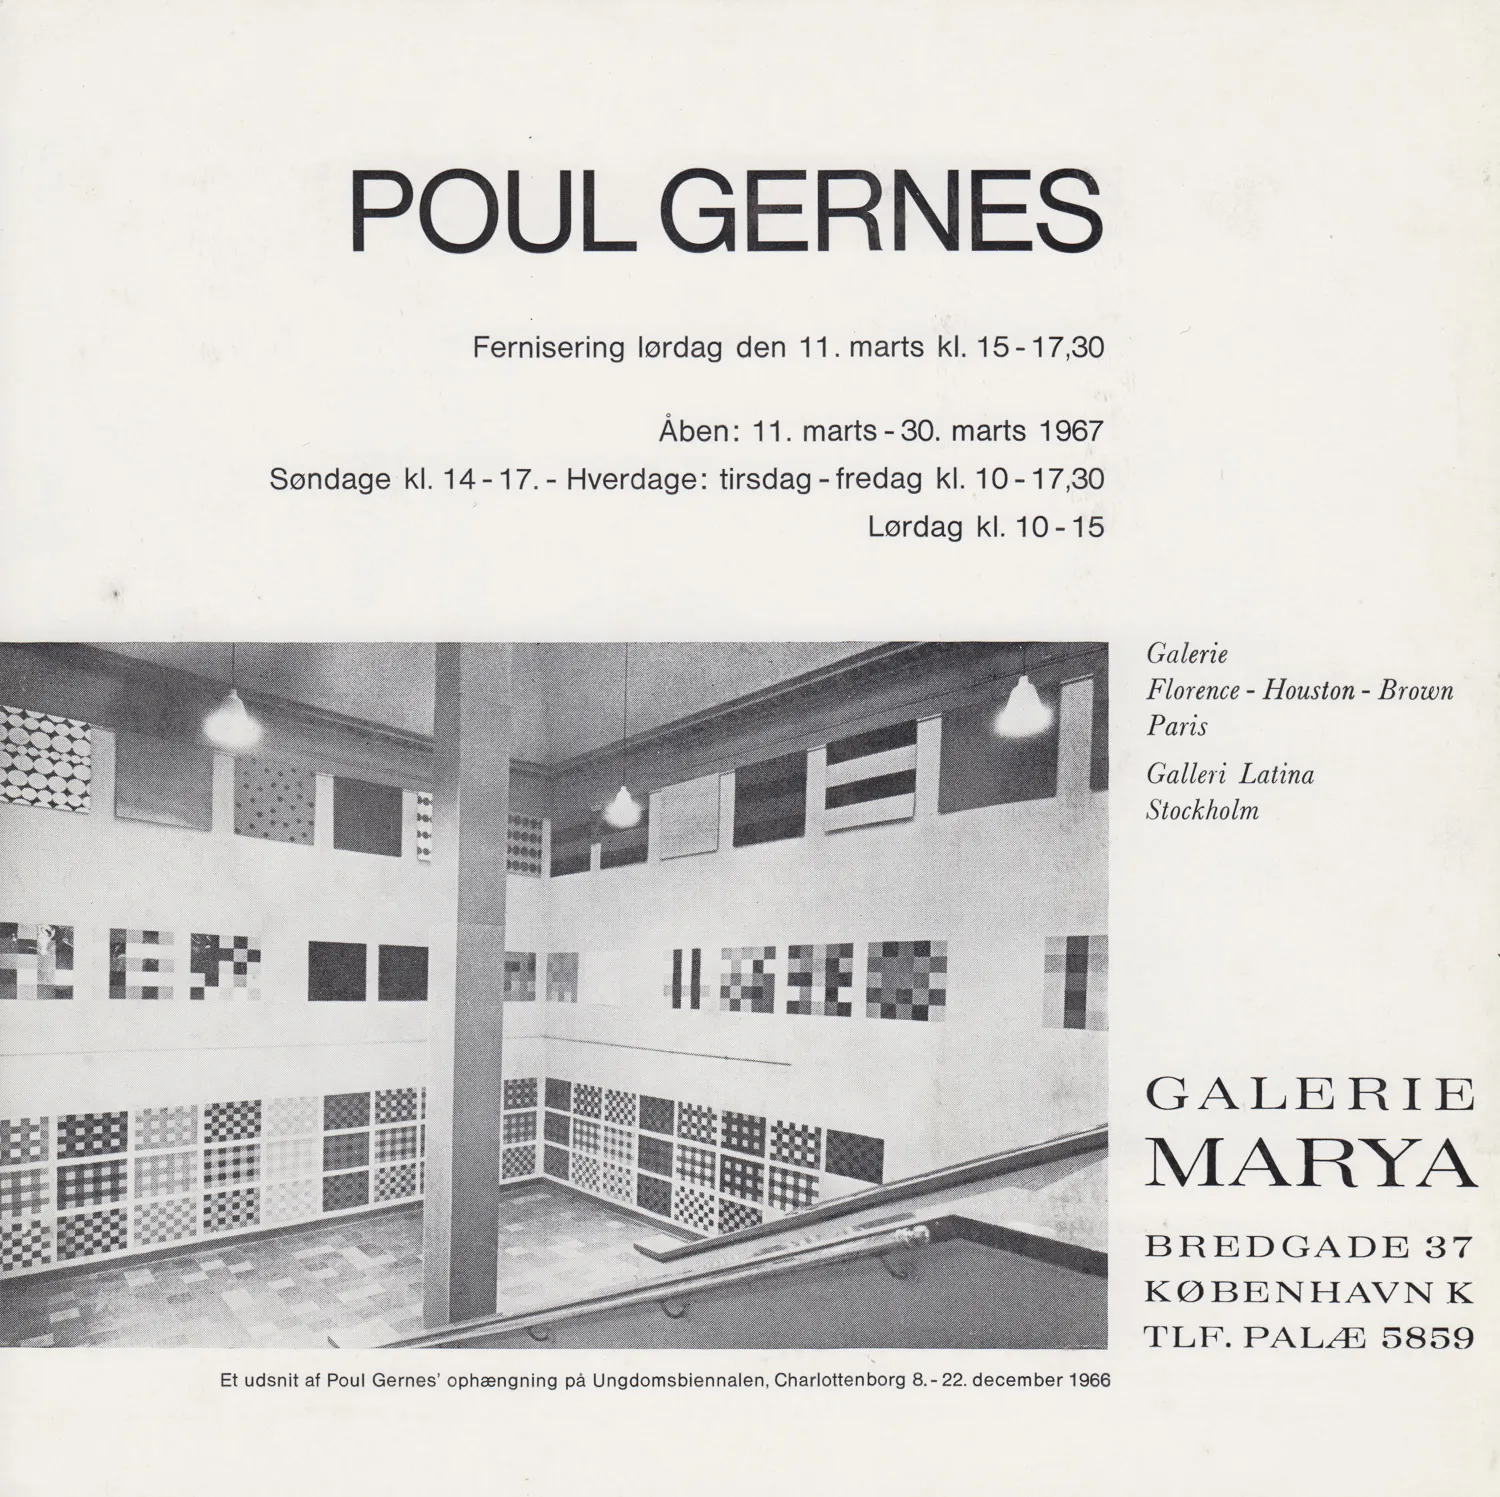 POUL GERNES
Fernisering lørdag den 11. marts kl. 15-17,30
Åben: 11. marts-30. marts 1967
Søndage kl. 14-17. - Hverdage: tirsdag-fredag kl. 10-17,30
Lørdag kl. 10-15
Galerie
Florence - Houston - Brown
Paris
Galleri Latina
Stockholm
GALERIE
MARYA
BREDGADE 37
KØBENHAVN K
TLF. PALÆ 5859
Et udsnit af Poul Gernes' ophængning på Ungdomsbiennalen, Charlottenborg 8.-22. december 1966